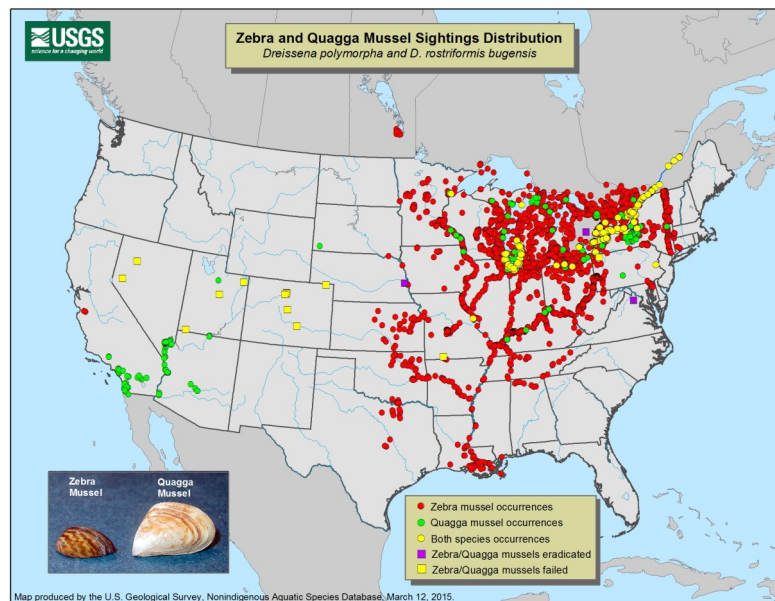 USGS
science for a changing world
Zebra and Quagga Mussel Sightings Distribution
Dreissena polymorpha and D. rostriformis bugensis
Zebra
Mussel
Quagga
Mussel
Zebra mussel occurrences
Quagga mussel occurrences
Both species occurrences
Zebra/Quagga mussels eradicated
Zebra/Quagga mussels failed
Map produced by the U.S. Geological Survey, Nonindigenous Aquatic Species Database, March 12, 2015.